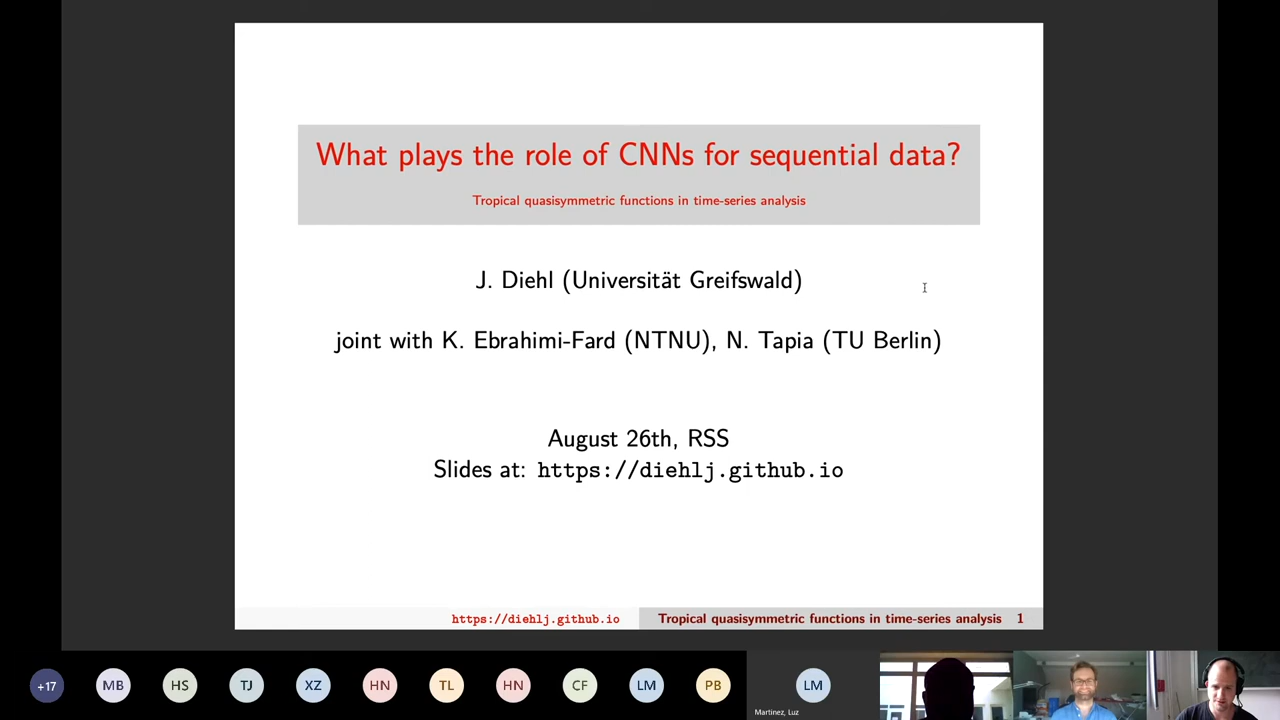 What plays the role of CNNs for sequential data?
Tropical quasisymmetric functions in time-series analysis
J. Diehl (Universität Greifswald)
joint with K. Ebrahimi-Fard (NTNU), N. Tapia (TU Berlin)
August 26th, RSS
Slides at: https://diehlj.github.io
https://diehlj.github.io Tropical quasisymmetric functions in time-series analysis 1
+17 MB HS TJ XZ HN TL HN CF LM PB LM
Martinez, Luz